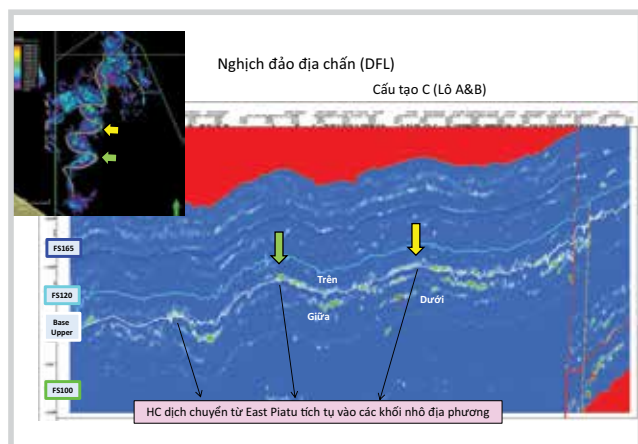 Nghịch đảo địa chấn (DFL)
Cấu tạo C (Lô A&B)
FS165
FS120
Trên
Base
Upper
Giữa
Dưới
FS100
HC dịch chuyển từ East Piatu tích tụ vào các khối nhô địa phương